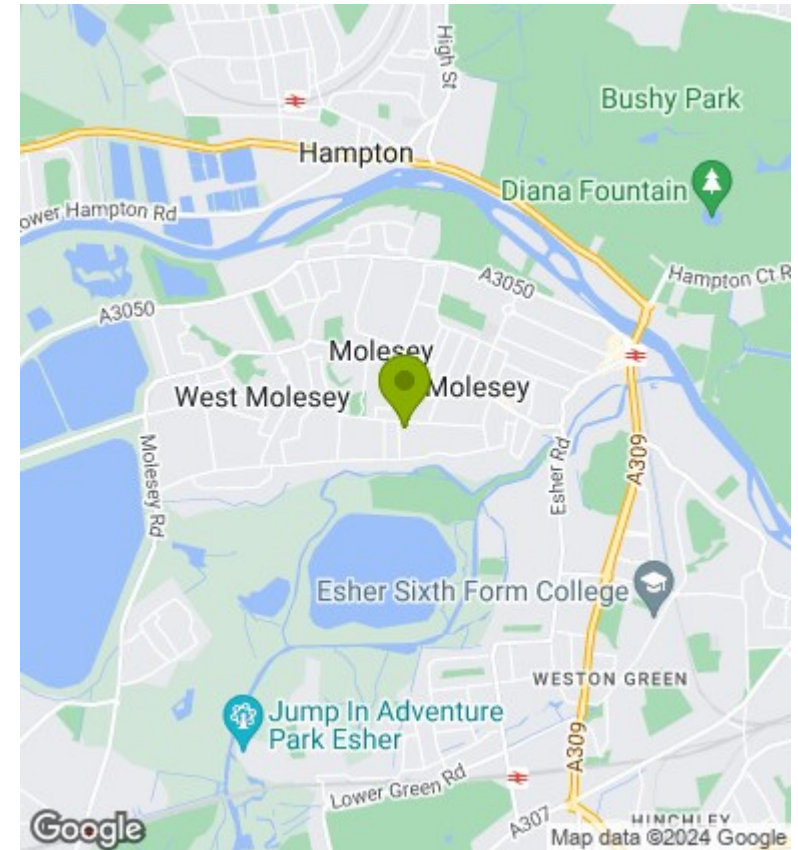 High St
Bushy Park
Hampton
Diana Fountain
ower Hampton Rd
A3050
Hampton Ct R
A3050
Molesey
West Molesey
Molesey
Molesey Rd
Esher Rd
A309
Esher Sixth Form College
WESTON GREEN
Jump In Adventure
Park Esher
A309
Lower Green Rd
A307
HINCHLEY
Google
Map data ©2024 Google